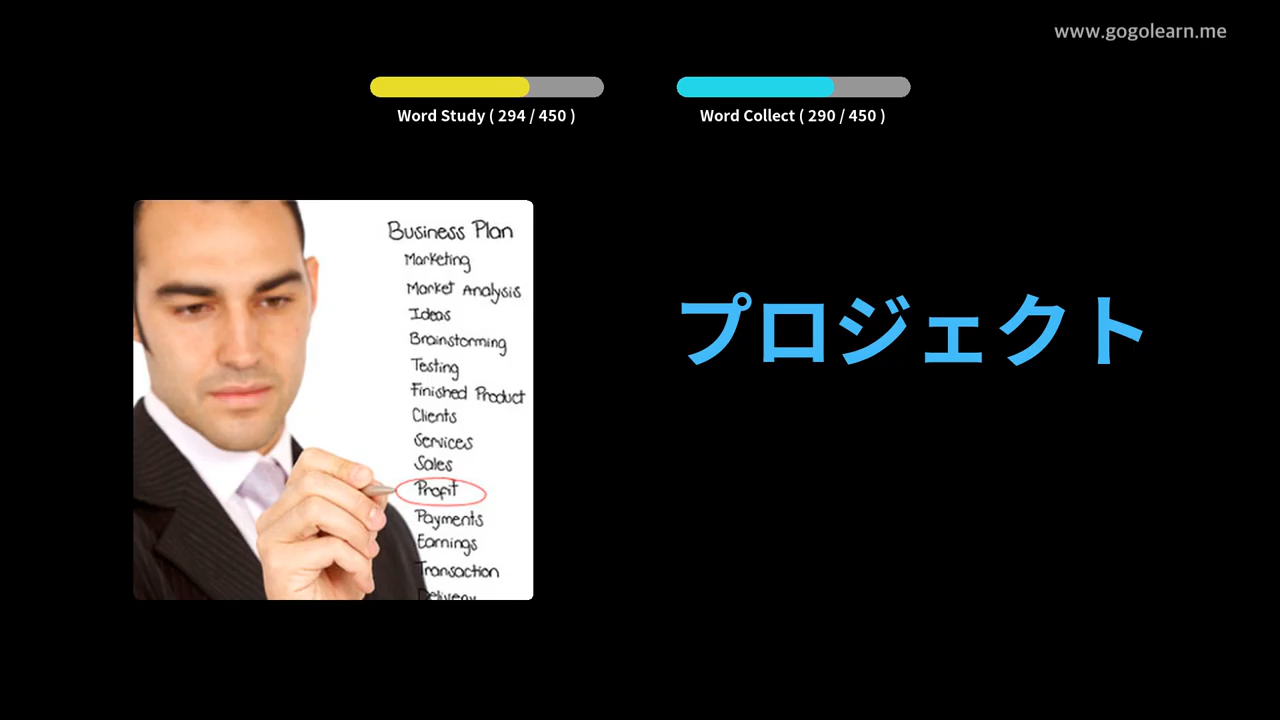 www.gogolearn.me
Word Study ( 294 / 450 )
Word Collect ( 290 / 450 )
Business Plan
Marketing
Market Analysis
Ideas
Brainstorming
Testing
Finished Product
Clients
Services
Sales
Profit
Payments
Earnings
Transaction
Delivery
プロジェクト